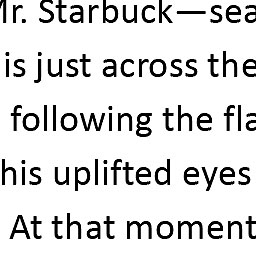 Mr. Starbuck—sea
is just across the
following the fla
his uplifted eyes
At that moment